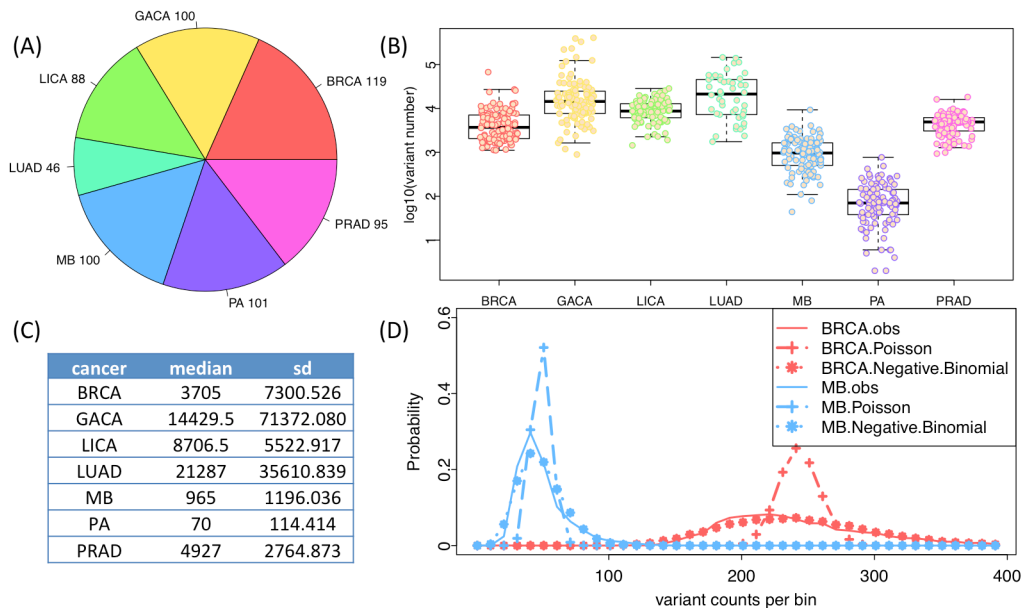 (A)
GACA 100
BRCA 119
LICA 88
LUAD 46
MB 100
PA 101
PRAD 95
(B)
log10(variant number)
5
4
3
2
1
BRCA GACA LICA LUAD MB PA PRAD
(C)
cancer median sd
BRCA 3705 7300.526
GACA 14429.5 71372.080
LICA 8706.5 5522.917
LUAD 21287 35610.839
MB 965 1196.036
PA 70 114.414
PRAD 4927 2764.873
(D)
Probability
0.6
0.4
0.2
0
BRCA.obs
BRCA.Poisson
BRCA.Negative.Binomial
MB.obs
MB.Poisson
MB.Negative.Binomial
100 200 300 400
variant counts per bin